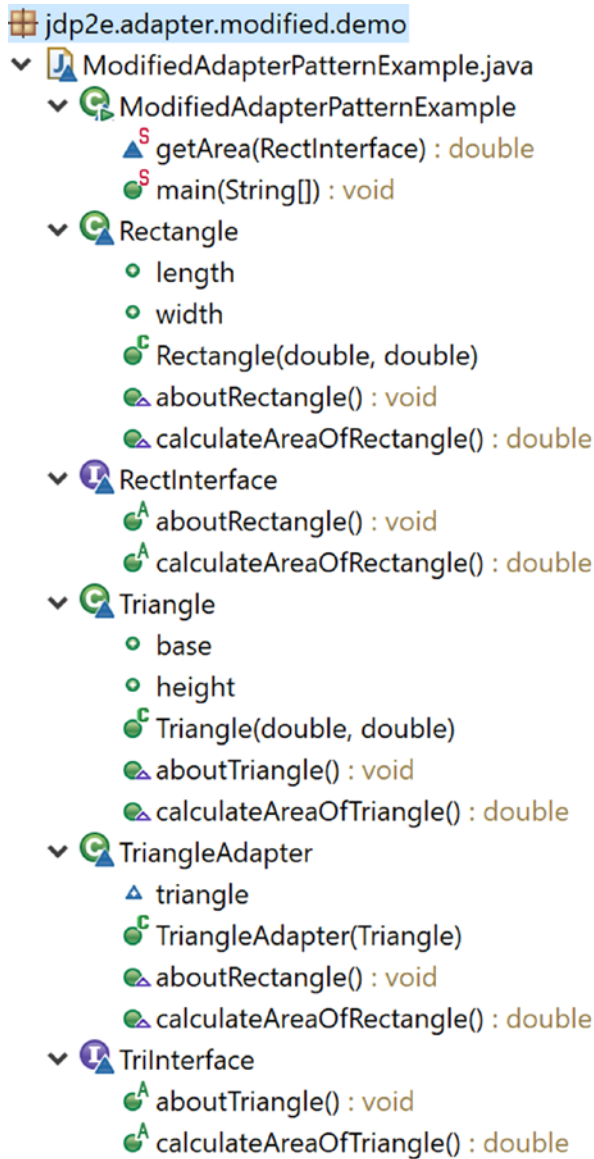 jdp2e.adapter.modified.demo
J ModifiedAdapterPatternExample.java
C ModifiedAdapterPatternExample
S getArea(RectInterface) : double
S main(String[]) : void
C Rectangle
length
width
C Rectangle(double, double)
aboutRectangle() : void
calculateAreaOfRectangle() : double
I RectInterface
A aboutRectangle() : void
A calculateAreaOfRectangle() : double
C Triangle
base
height
C Triangle(double, double)
aboutTriangle() : void
calculateAreaOfTriangle() : double
C TriangleAdapter
triangle
C TriangleAdapter(Triangle)
aboutRectangle() : void
calculateAreaOfRectangle() : double
I TriInterface
A aboutTriangle() : void
A calculateAreaOfTriangle() : double